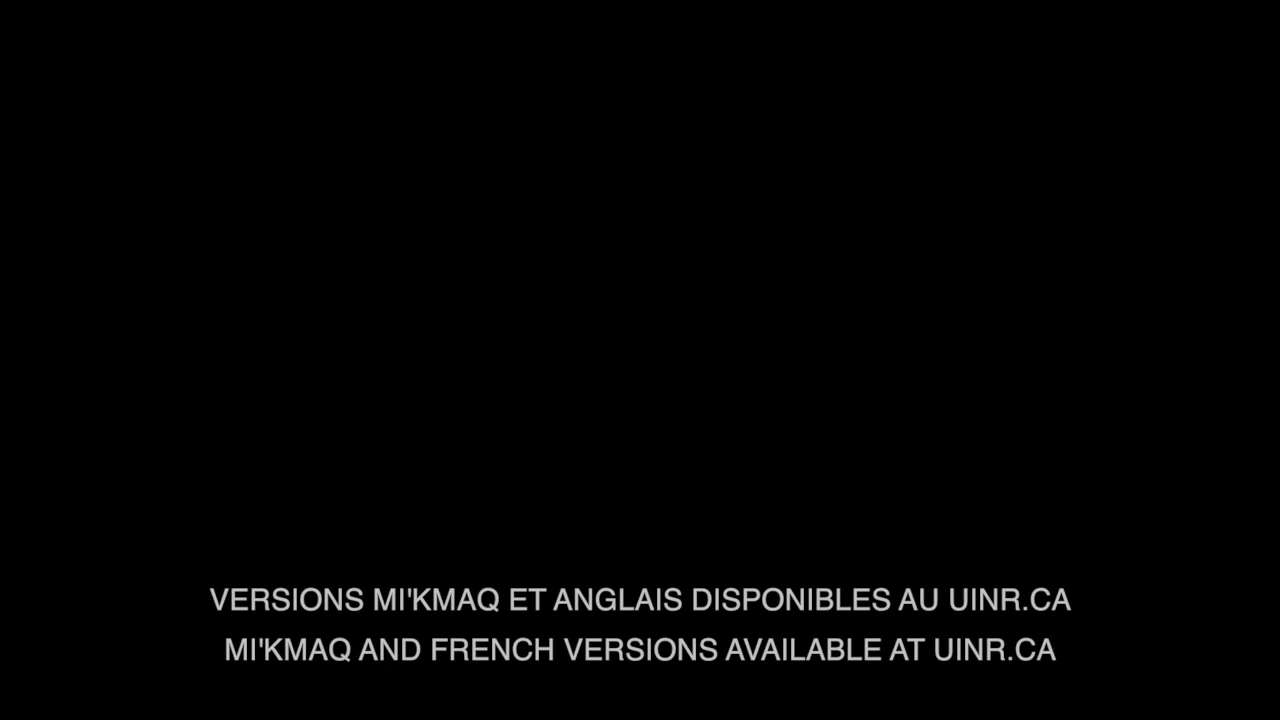 VERSIONS MI'KMAQ ET ANGLAIS DISPONIBLES AU UINR.CA
MI'KMAQ AND FRENCH VERSIONS AVAILABLE AT UINR.CA